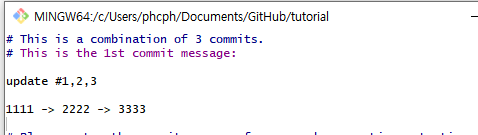 MINGW64:/c/Users/phcph/Documents/GitHub/tutorial
# This is a combination of 3 commits.
# This is the 1st commit message:
update #1,2,3
1111 -> 2222 -> 3333